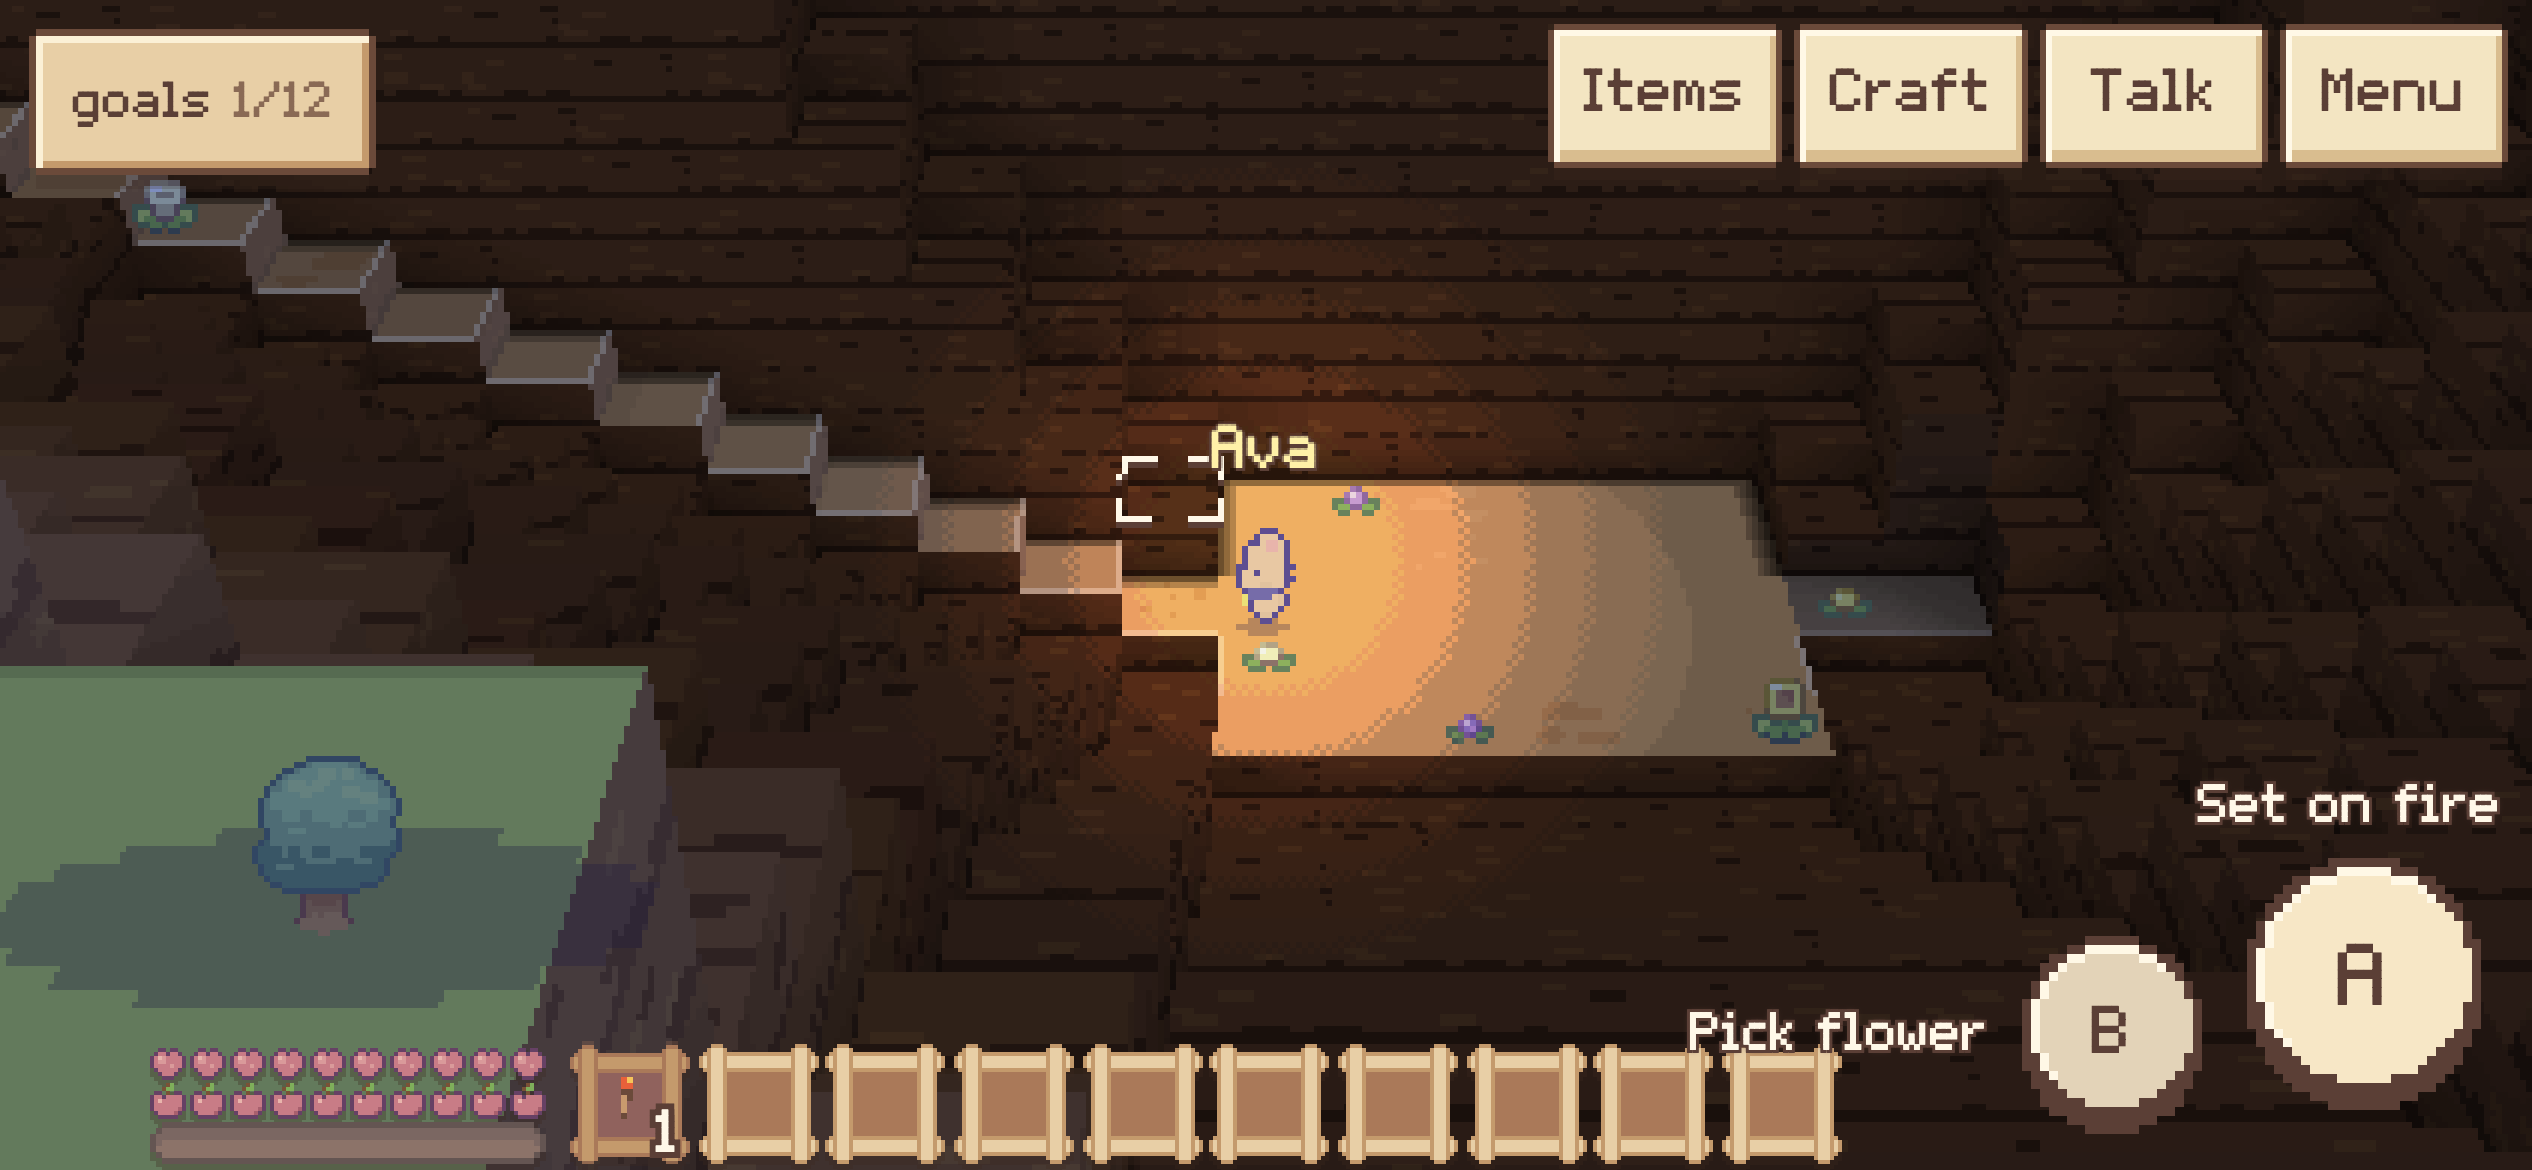 goals 1/12
Items
Craft
Talk
Menu
Ava
Set on fire
A
Pick flower
B
1